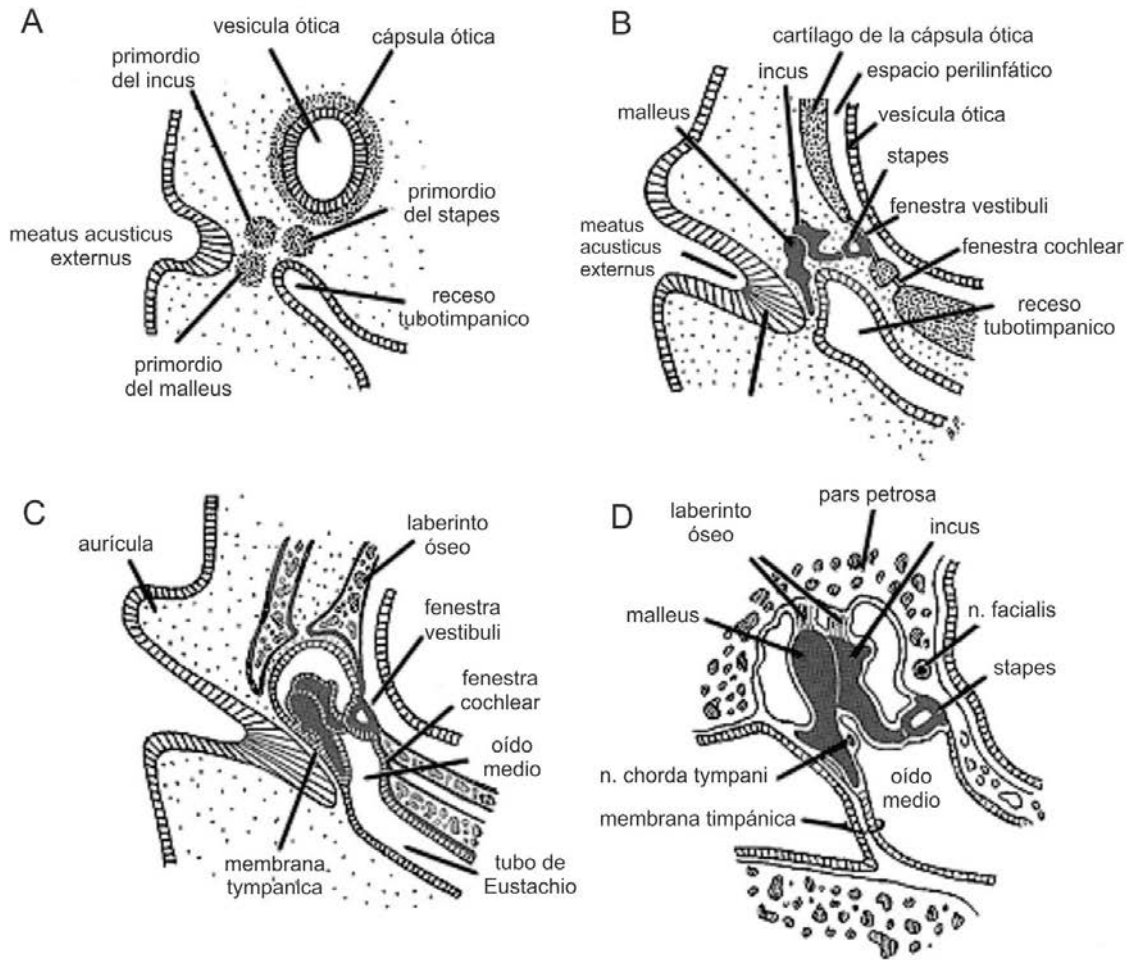 A
vesicula ótica
cápsula ótica
primordio
del incus
primordio
del stapes
meatus acusticus
externus
receso
tubotimpanico
primordio
del malleus
B
cartílago de la cápsula ótica
incus
espacio perilinfático
malleus
vesícula ótica
stapes
fenestra vestibuli
meatus
acusticus
externus
fenestra cochlear
receso
tubotimpanico
C
aurícula
laberinto
óseo
fenestra
vestibuli
fenestra
cochlear
oído
medio
membrana
tympanica
tubo de
Eustachio
D
pars petrosa
laberinto
óseo
incus
malleus
n. facialis
stapes
n. chorda tympani
oído
medio
membrana timpánica